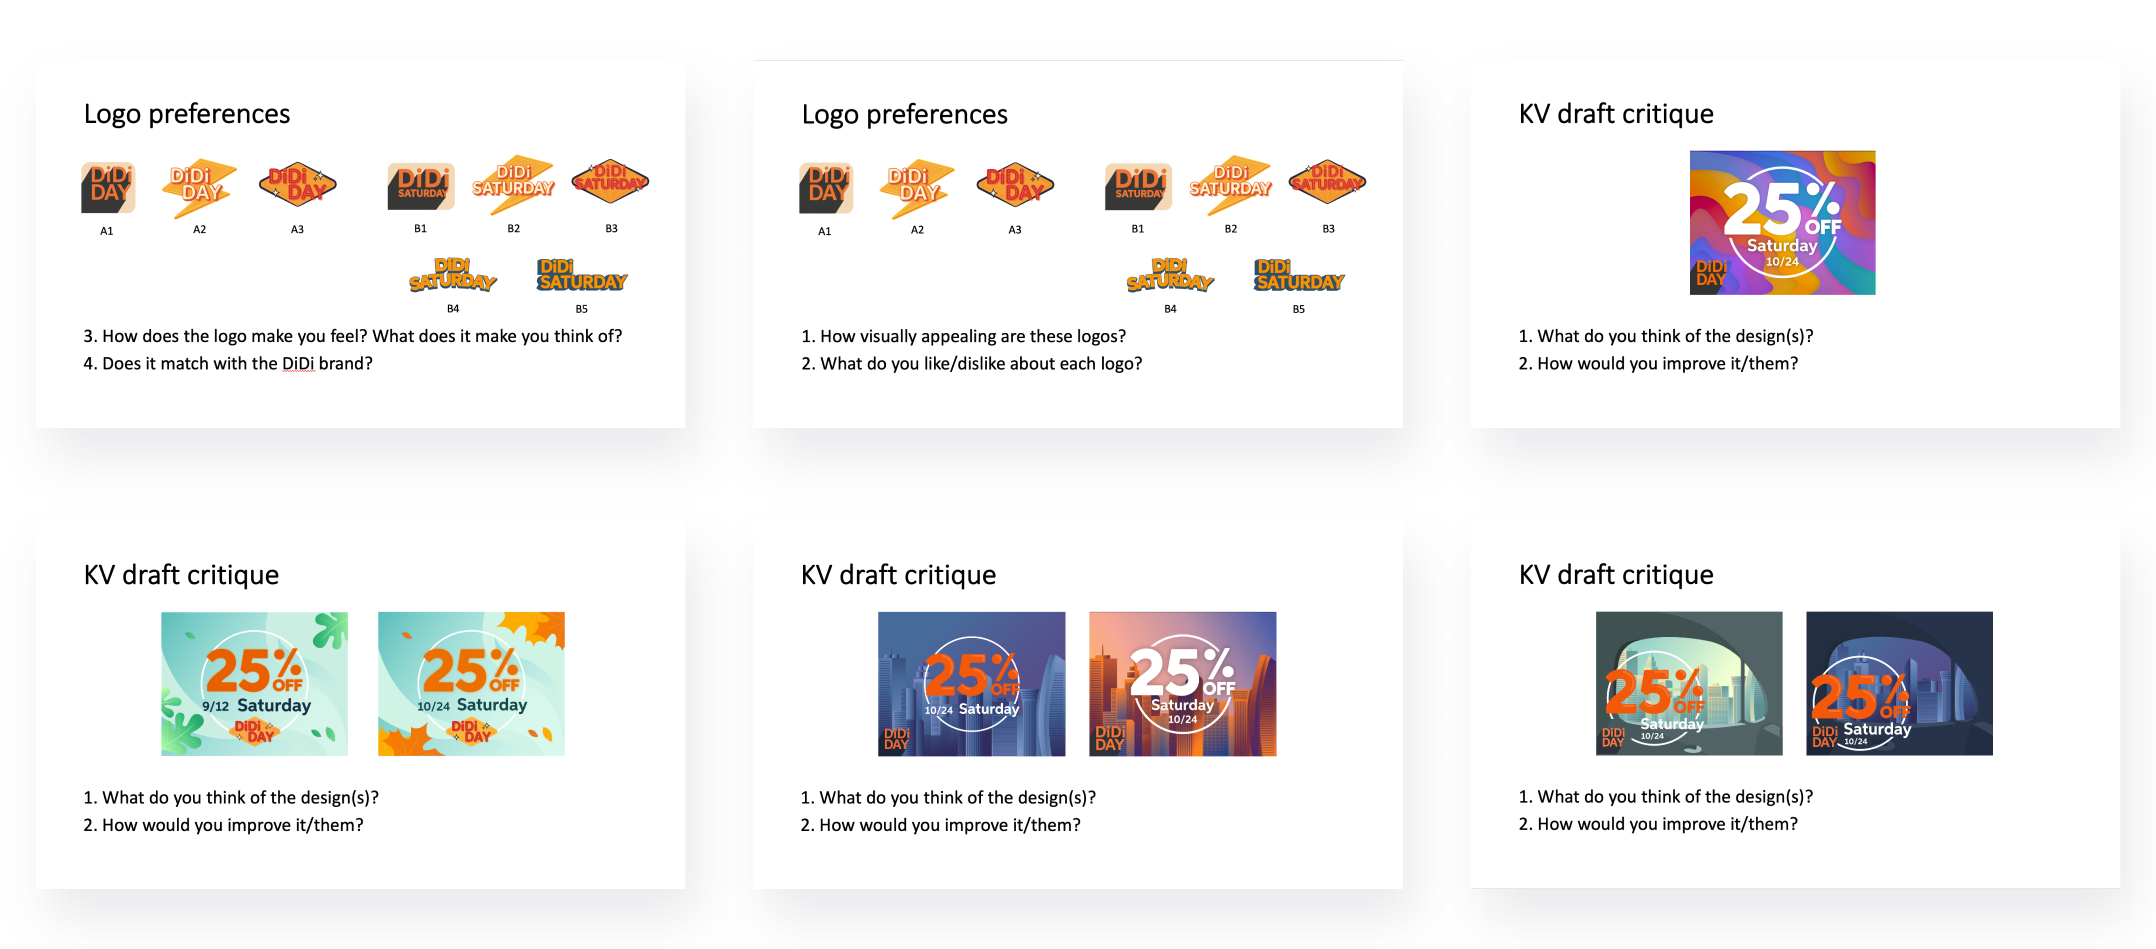 Logo preferences
DiDi DAY
DiDi DAY
DiDi DAY
DiDi SATURDAY
DiDi SATURDAY
DiDi SATURDAY
A1
A2
A3
B1
B2
B3
DiDi SATURDAY
DiDi SATURDAY
B4
B5
3. How does the logo make you feel? What does it make you think of?
4. Does it match with the DiDi brand?
Logo preferences
DiDi DAY
DiDi DAY
DiDi DAY
DiDi SATURDAY
DiDi SATURDAY
DiDi SATURDAY
A1
A2
A3
B1
B2
B3
DiDi SATURDAY
DiDi SATURDAY
B4
B5
1. How visually appealing are these logos?
2. What do you like/dislike about each logo?
KV draft critique
25%
OFF
Saturday
10/24
DiDi
DAY
1. What do you think of the design(s)?
2. How would you improve it/them?
KV draft critique
25%
OFF
9/12 Saturday
DiDi
DAY
25%
OFF
10/24 Saturday
DiDi
DAY
1. What do you think of the design(s)?
2. How would you improve it/them?
KV draft critique
25%
OFF
10/24 Saturday
DiDi
DAY
25%
OFF
Saturday
10/24
DiDi
DAY
1. What do you think of the design(s)?
2. How would you improve it/them?
KV draft critique
25%
OFF
Saturday
10/24
DiDi
DAY
25%
OFF
Saturday
10/24
DiDi
DAY
1. What do you think of the design(s)?
2. How would you improve it/them?